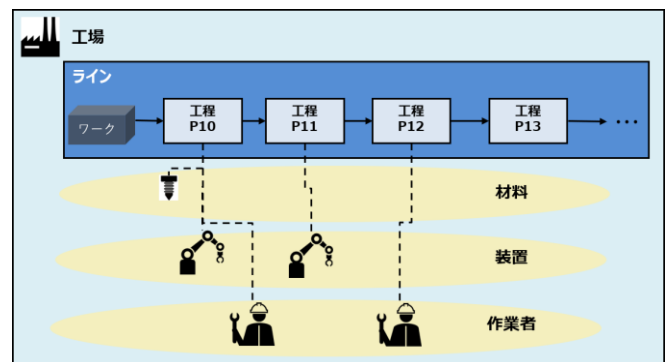 工場
ライン
ワーク
工程
P10
工程
P11
工程
P12
工程
P13
・・・
材料
装置
作業者